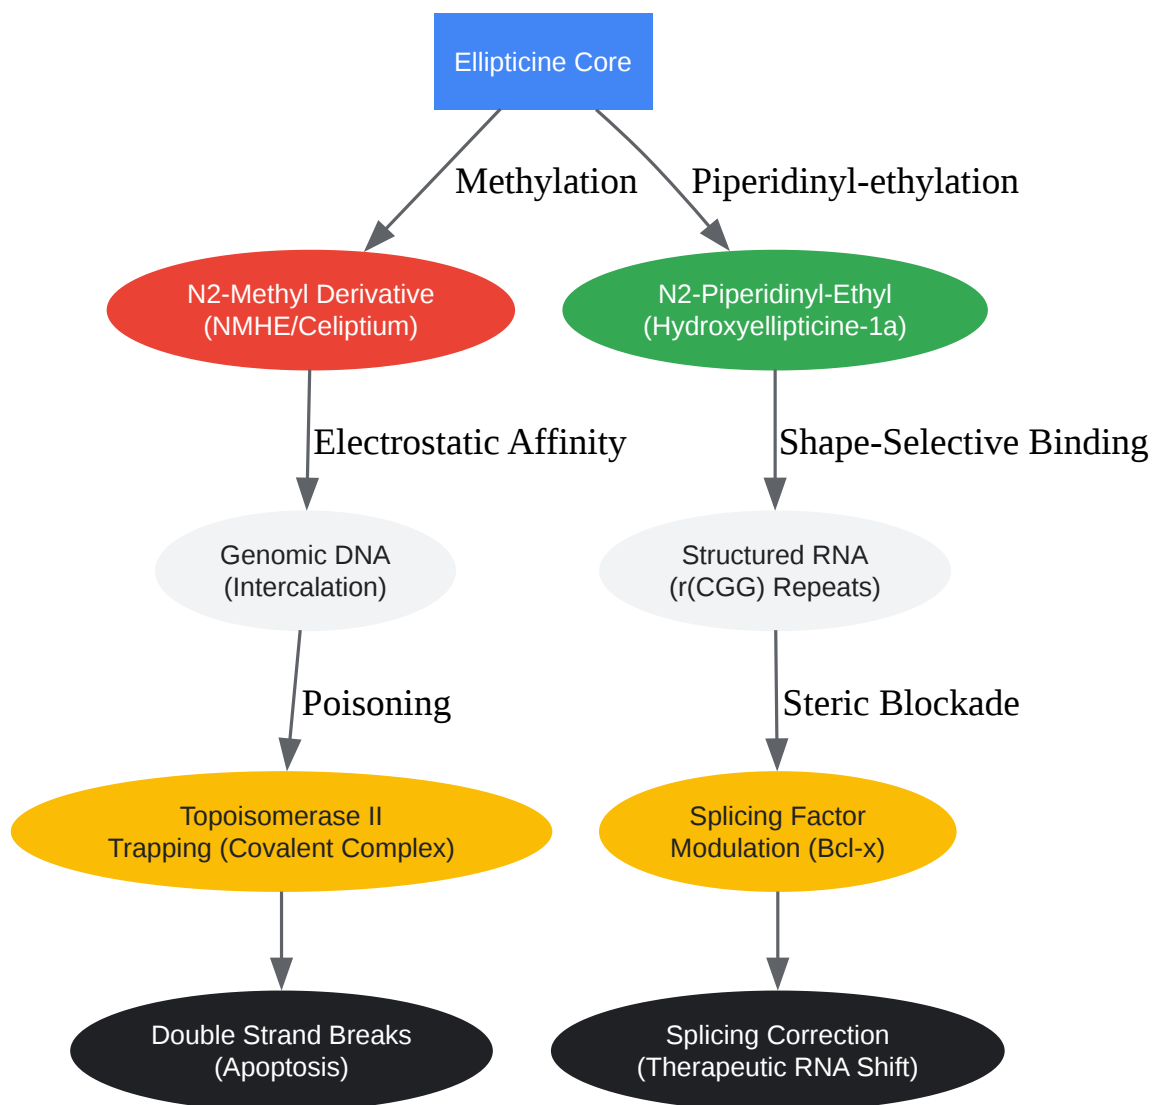 Ellipticine Core
Methylation
Piperidinyl-ethylation
N2-Methyl Derivative
(NMHE/Celiptium)
N2-Piperidinyl-Ethyl
(Hydroxyellipticine-1a)
Electrostatic Affinity
Shape-Selective Binding
Genomic DNA
(Intercalation)
Structured RNA
(r(CGG) Repeats)
Poisoning
Steric Blockade
Topoisomerase II
Trapping (Covalent Complex)
Splicing Factor
Modulation (Bcl-x)
Double Strand Breaks
(Apoptosis)
Splicing Correction
(Therapeutic RNA Shift)